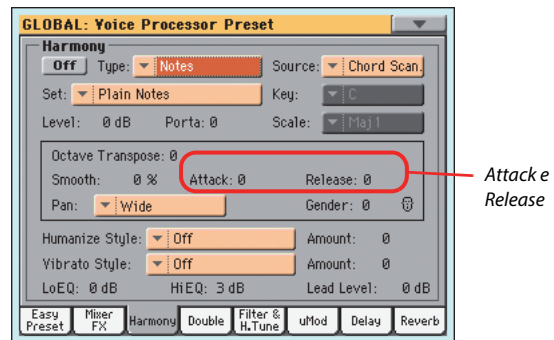 GLOBAL: Voice Processor Preset
Harmony
Off Type: Notes Source: Chord Scan.
Set: Plain Notes Key: C
Level: 0 dB Porta: 0 Scale: Maj1
Octave Transpose: 0
Smooth: 0 % Attack: 0 Release: 0
Attack e
Release
Pan: Wide Gender: 0
Humanize Style: Off Amount: 0
Vibrato Style: Off Amount: 0
LoEQ: 0 dB HiEQ: 3 dB Lead Level: 0 dB
Easy Preset Mixer FX Harmony Double Filter & H.Tune uMod Delay Reverb